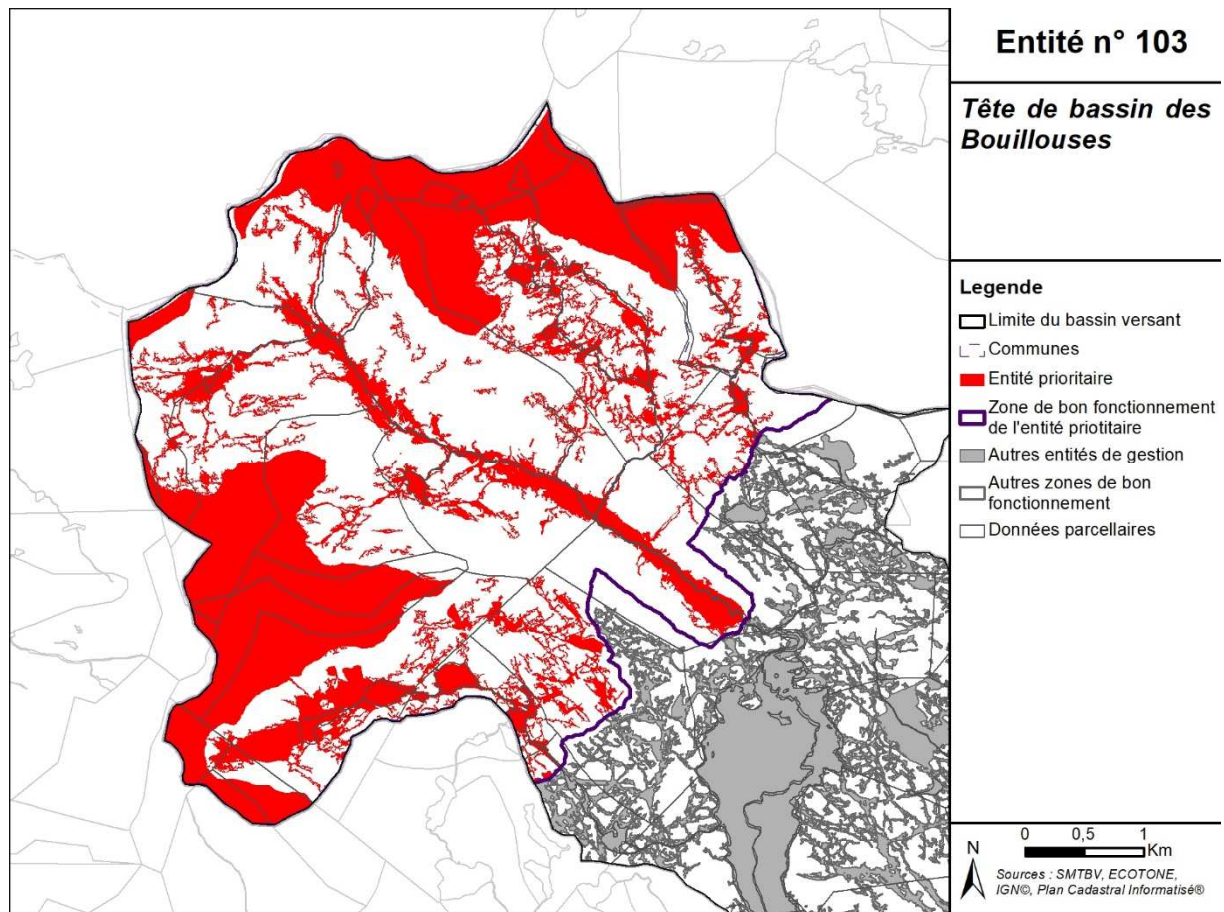 Entité n° 103
Tête de bassin des
Bouillouses
Legende
Limite du bassin versant
Communes
Entité prioritaire
Zone de bon fonctionnement
de l'entité priotitaire
Autres entités de gestion
Autres zones de bon
fonctionnement
Données parcellaires
0 0,5 1
Km
N
Sources : SMTBV, ECOTONE,
IGN©, Plan Cadastral Informatisé®